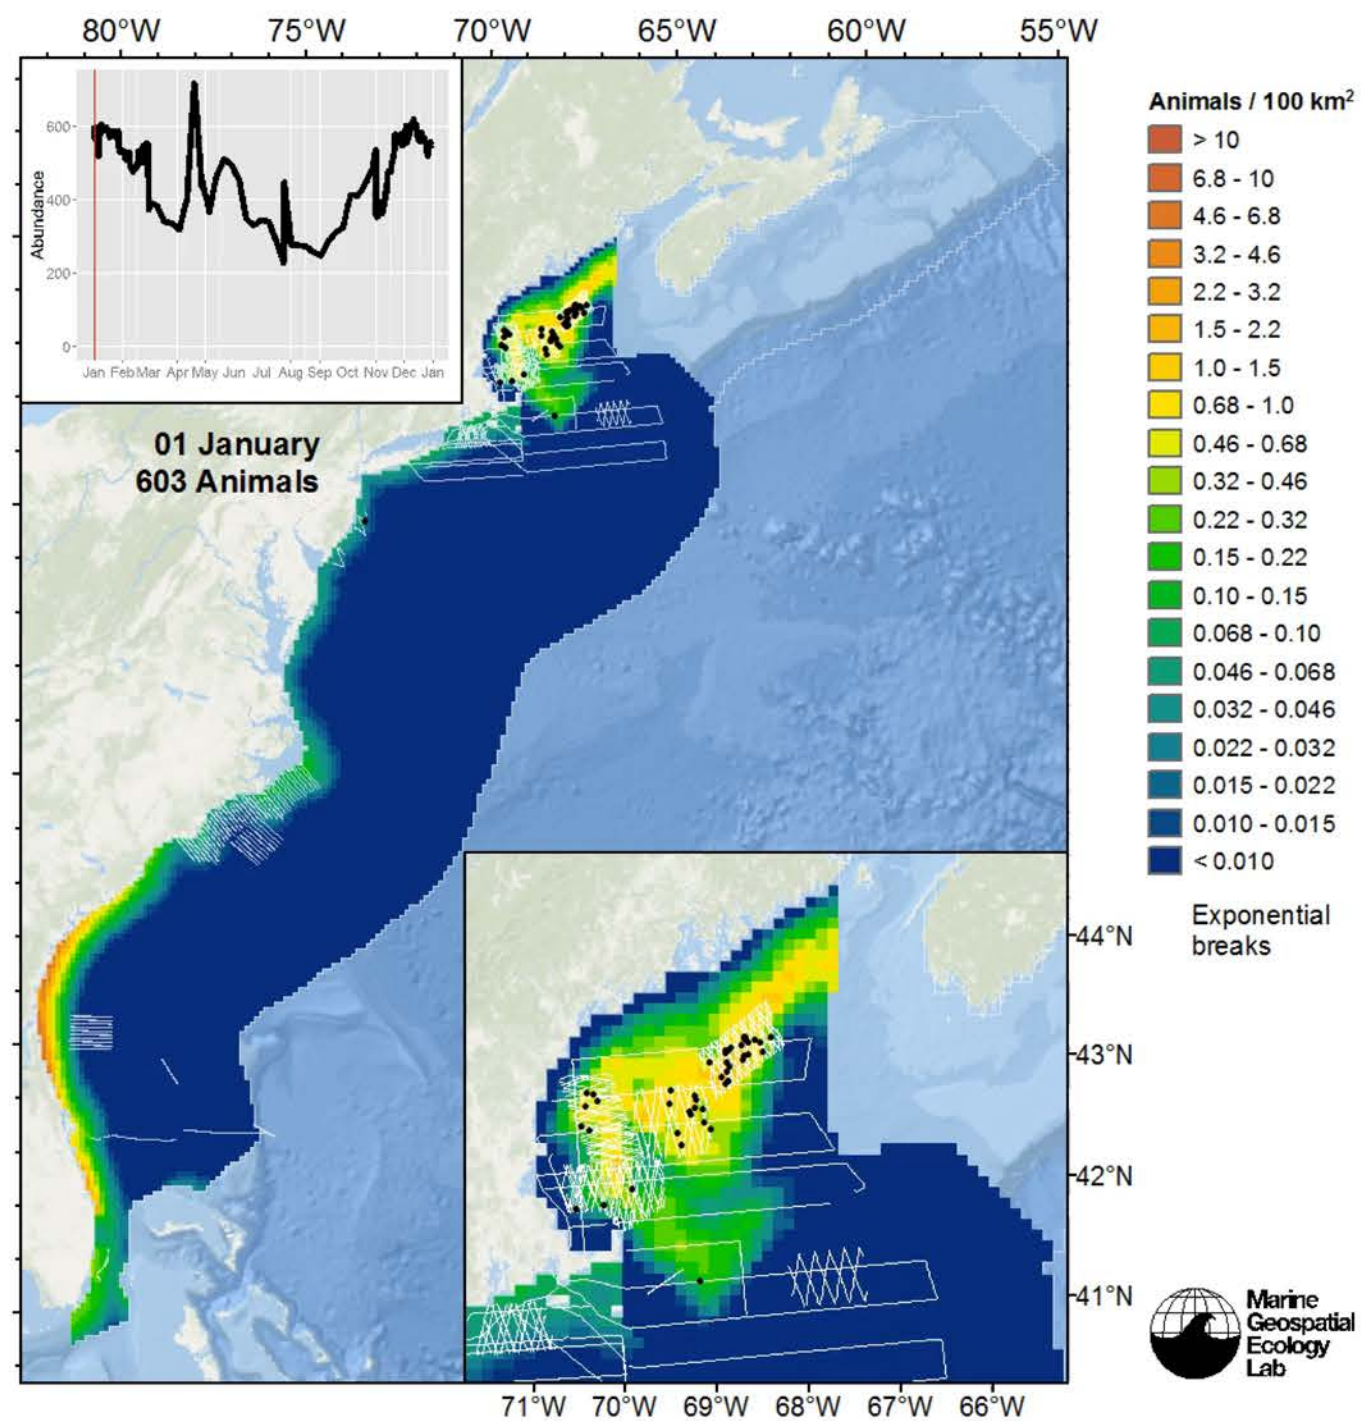 80°W 75°W 70°W 65°W 60°W 55°W
Abundance
600
400
200
0
Jan Feb Mar Apr May Jun Jul Aug Sep Oct Nov Dec Jan
01 January
603 Animals
Animals / 100 km²
> 10
6.8 - 10
4.6 - 6.8
3.2 - 4.6
2.2 - 3.2
1.5 - 2.2
1.0 - 1.5
0.68 - 1.0
0.46 - 0.68
0.32 - 0.46
0.22 - 0.32
0.15 - 0.22
0.10 - 0.15
0.068 - 0.10
0.046 - 0.068
0.032 - 0.046
0.022 - 0.032
0.015 - 0.022
0.010 - 0.015
< 0.010
Exponential
breaks
44°N
43°N
42°N
41°N
71°W 70°W 69°W 68°W 67°W 66°W
Marine
Geospatial
Ecology
Lab